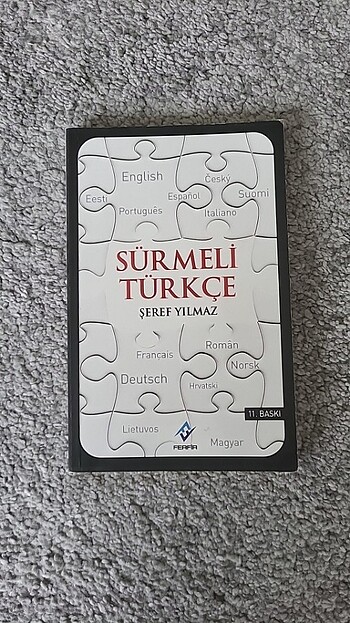 English
Česky
Eesti
Español
Suomi
Português
Italiano
SÜRMELİ
TÜRKÇE
ŞEREF YILMAZ
Român
Français
Norsk
Deutsch
Hrvatski
11. BASKI
Lietuvos
Magyar
FERFİR